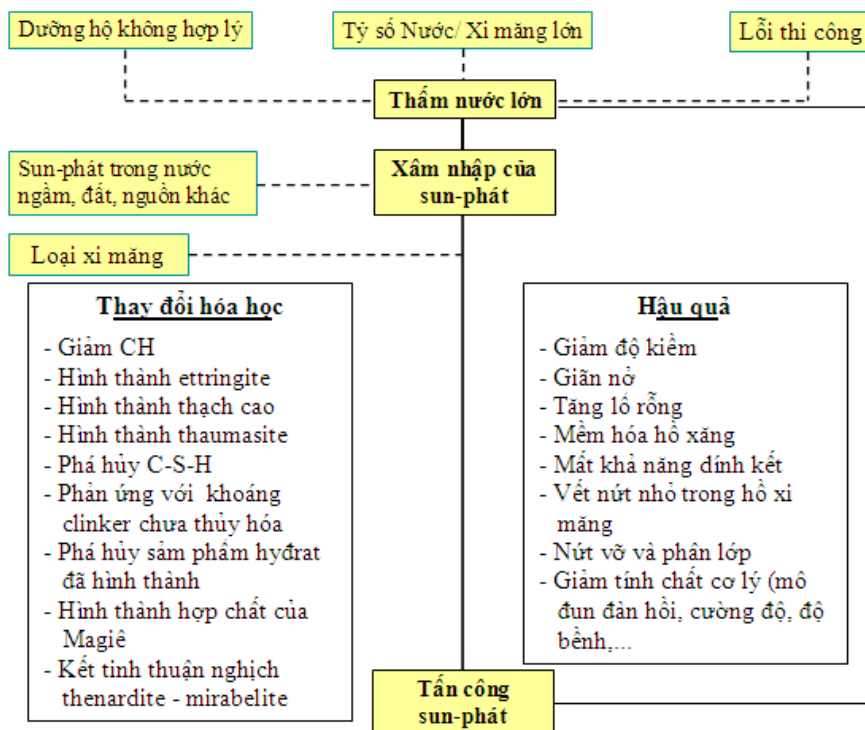 Dưỡng hộ không hợp lý
Tỷ số Nước/ Xi măng lớn
Lỗi thi công
Thấm nước lớn
Sun-phát trong nước
ngầm, đất, nguồn khác
Xâm nhập của
sun-phát
Loại xi măng
Thay đổi hóa học
- Giảm CH
- Hình thành ettringite
- Hình thành thạch cao
- Hình thành thaumasite
- Phá hủy C-S-H
- Phản ứng với khoáng
clinker chưa thủy hóa
- Phá hủy sảm phẩm hyđrat
đã hình thành
- Hình thành hợp chất của
Magiê
- Kết tinh thuận nghịch
thenardite - mirabelite
Hậu quả
- Giảm độ kiềm
- Giãn nở
- Tăng lổ rỗng
- Mềm hóa hồ xăng
- Mất khả năng dính kết
- Vết nứt nhỏ trong hồ xi
măng
- Nứt vỡ và phân lớp
- Giảm tính chất cơ lý (mô
đun đàn hồi, cường độ, độ
bềnh,...
Tấn công
sun-phát